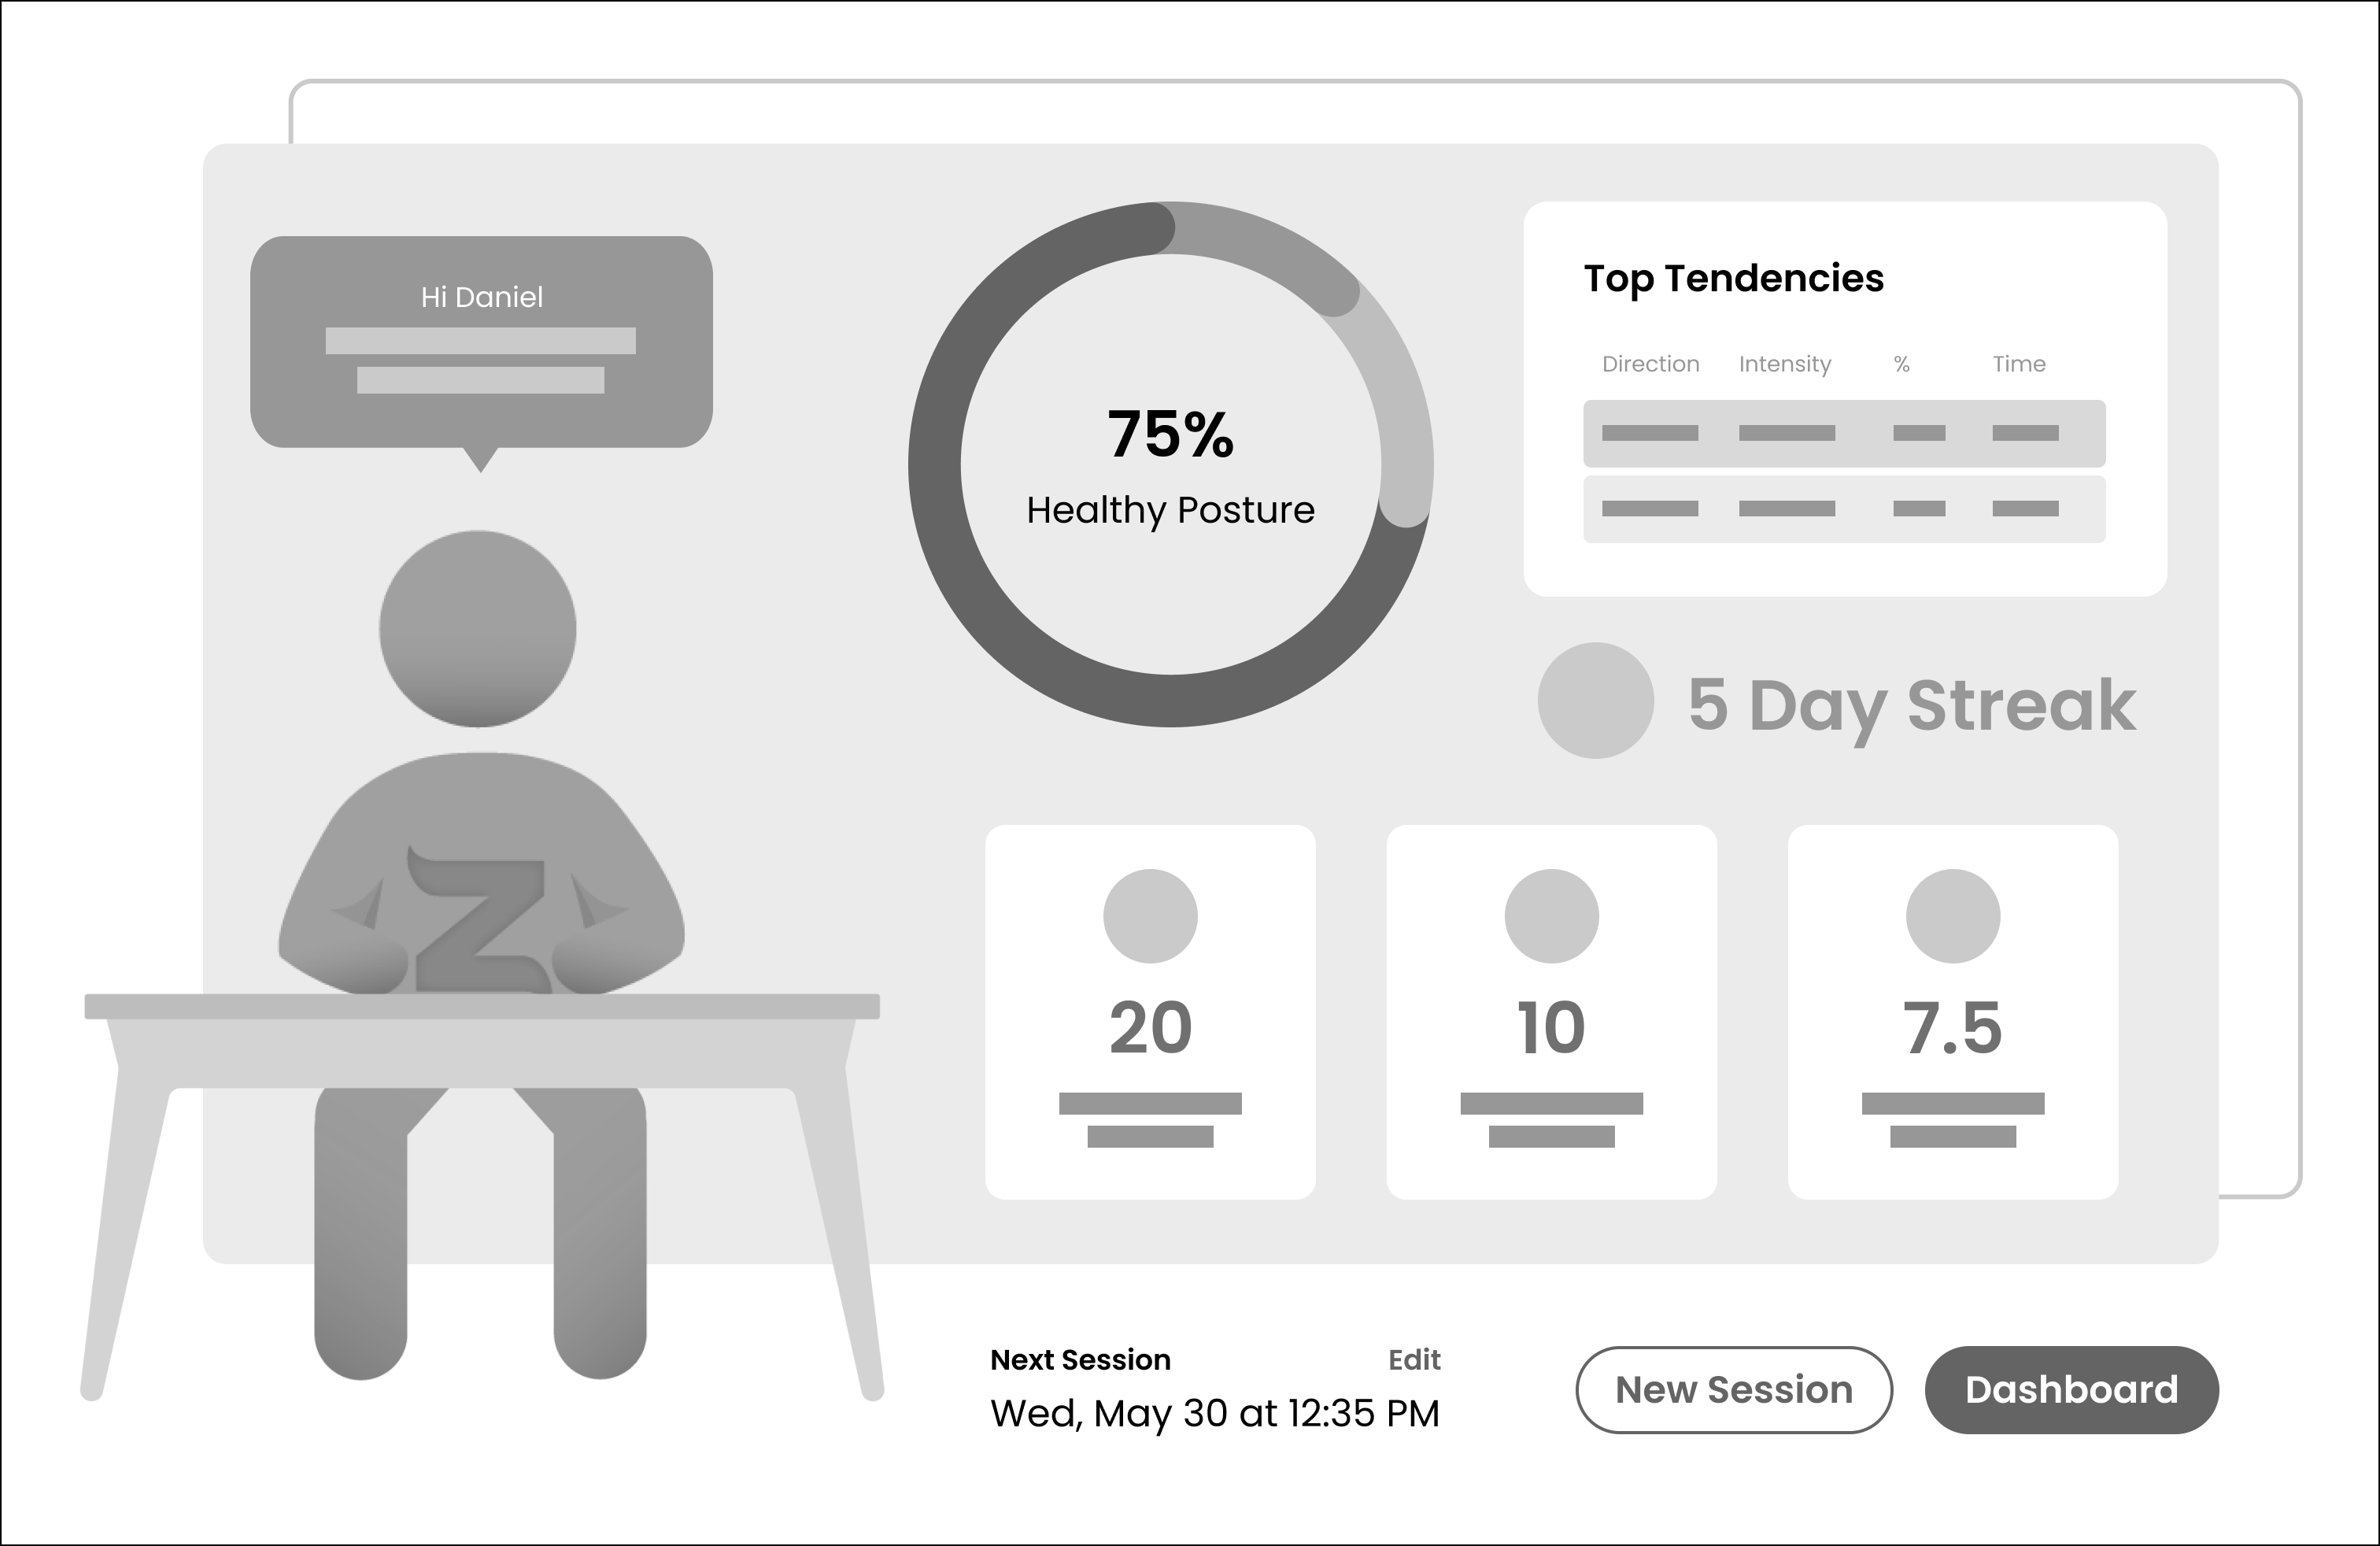 Hi Daniel
75%
Healthy Posture
Top Tendencies
Direction Intensity % Time
5 Day Streak
Z
20
10
7.5
Next Session
Edit
Wed, May 30 at 12:35 PM
New Session
Dashboard